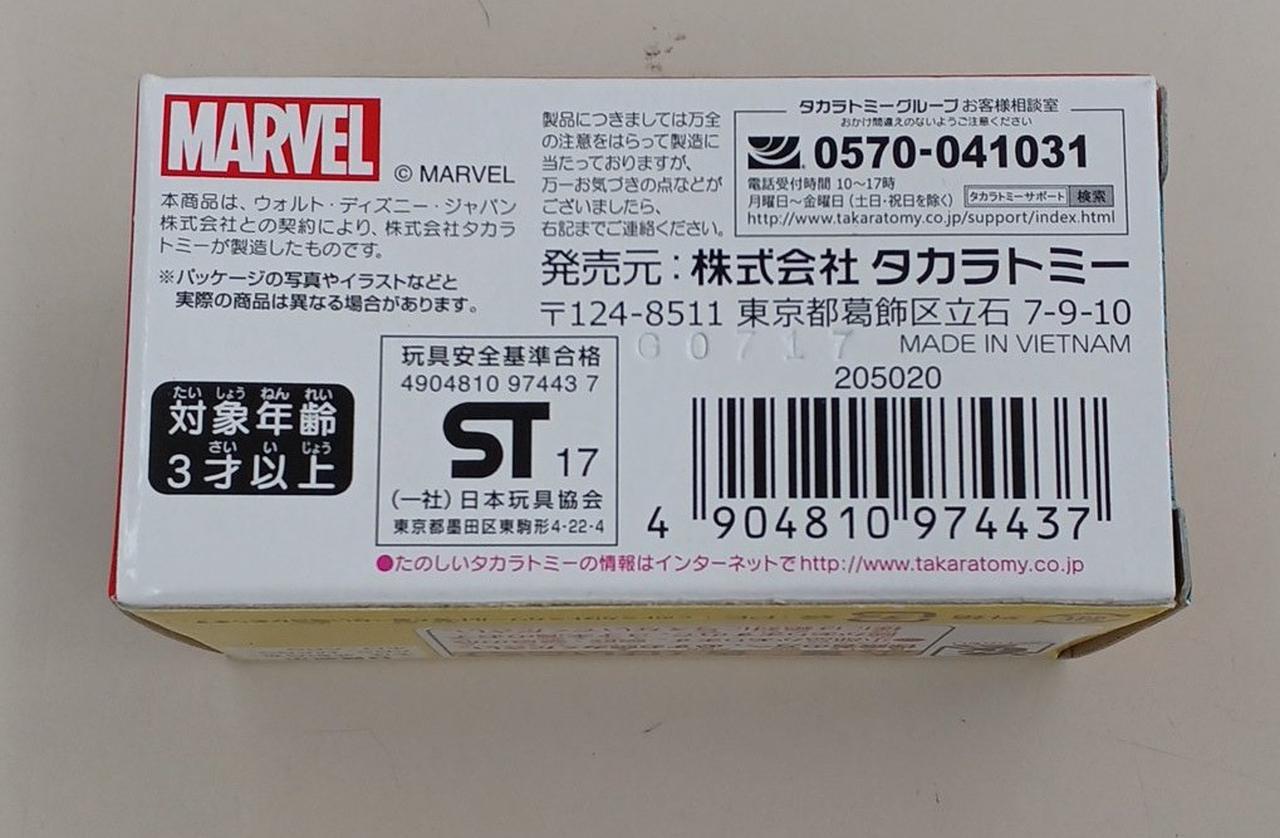 MARVEL
© MARVEL
本商品は、ウォルト・ディズニー・ジャパン
株式会社との契約により、株式会社タカラ
トミーが製造したものです。
※パッケージの写真やイラストなどと
実際の商品は異なる場合があります。
たいしょうねんれい
対象年齢
さいいじょう
3才以上
玩具安全基準合格
4904810 97443 7
ST 17
(一社)日本玩具協会
東京都墨田区東駒形4-22-4
製品につきましては万全
の注意をはらって製造に
当たっておりますが、
万一お気づきの点などが
ございましたら、
右記までご連絡ください。
タカラトミーグループ お客様相談室
おかけ間違えのないようご注意ください
0570-041031
電話受付時間 10〜17時
月曜日〜金曜日(土日・祝日を除く)
タカラトミーサポート 検索
http://www.takaratomy.co.jp/support/index.html
発売元:株式会社 タカラトミー
〒124-8511 東京都葛飾区立石 7-9-10
G0717
MADE IN VIETNAM
205020
4 904810 974437
●たのしいタカラトミーの情報はインターネットでhttp://www.takaratomy.co.jp